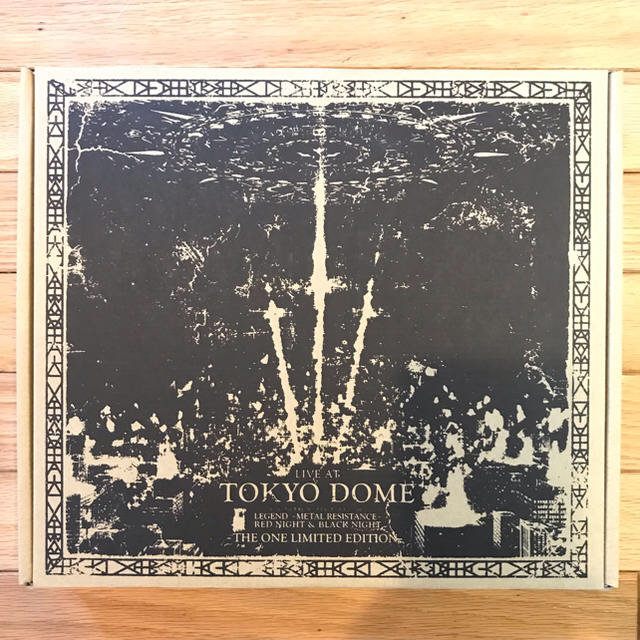 LIVE AT
TOKYO DOME
LEGEND - METAL RESISTANCE -
RED NIGHT & BLACK NIGHT
THE ONE LIMITED EDITION